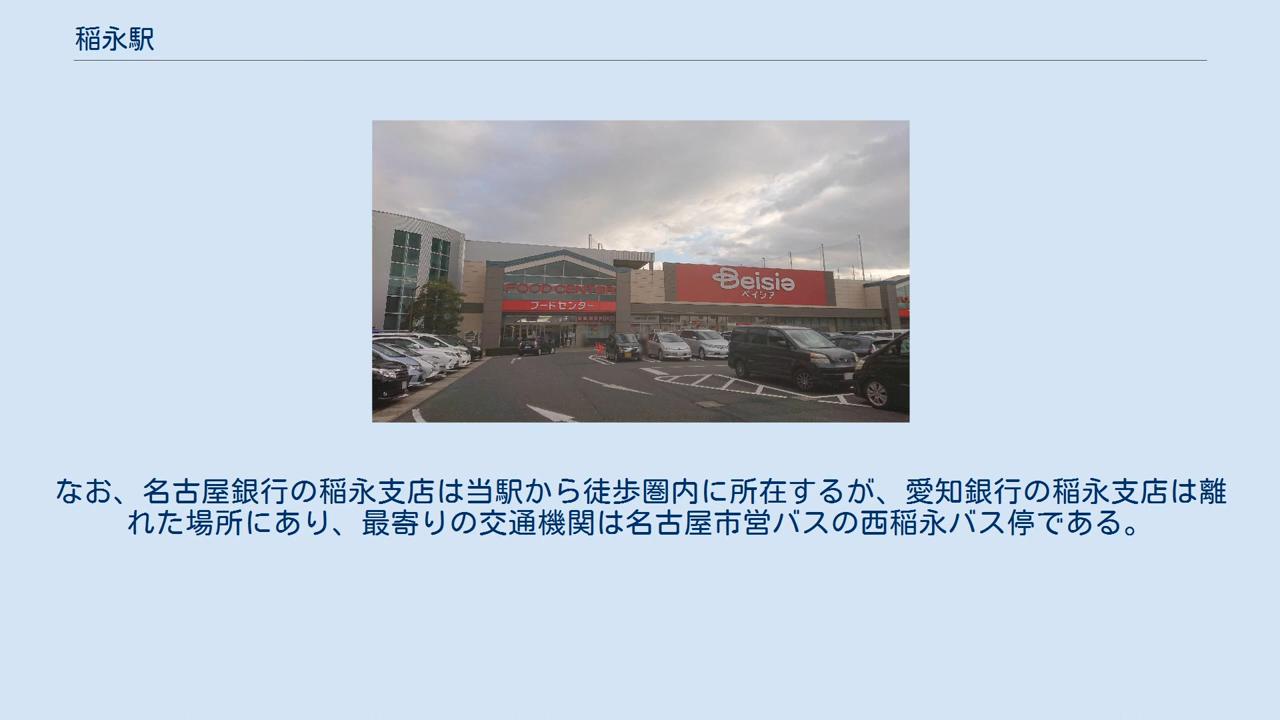 稲永駅
FOOD CENTER
フードセンター
Beisia
ベイシア
なお、名古屋銀行の稲永支店は当駅から徒歩圏内に所在するが、愛知銀行の稲永支店は離
れた場所にあり、最寄りの交通機関は名古屋市営バスの西稲永バス停である。